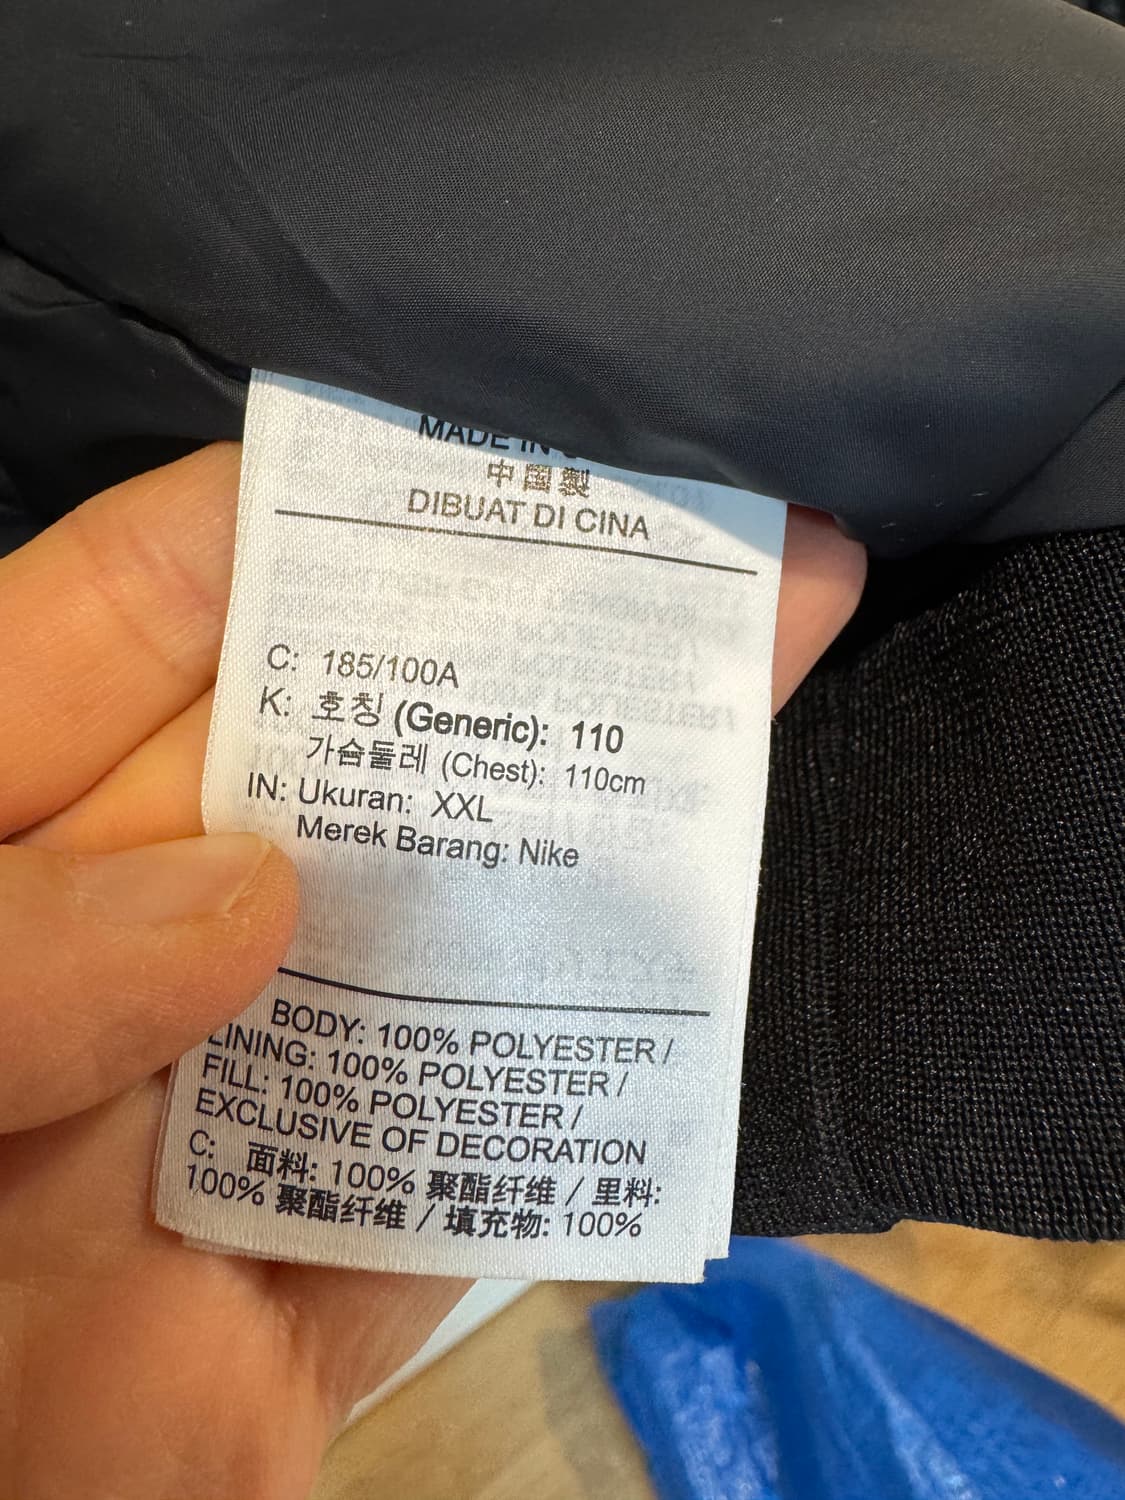 MADE IN
中国製
DIBUAT DI CINA
C: 185/100A
K: 호칭 (Generic): 110
가슴둘레 (Chest): 110cm
IN: Ukuran: XXL
Merek Barang: Nike
BODY: 100% POLYESTER /
LINING: 100% POLYESTER /
FILL: 100% POLYESTER /
EXCLUSIVE OF DECORATION
C: 面料: 100% 聚酯纤维 / 里料:
100% 聚酯纤维 / 填充物: 100%